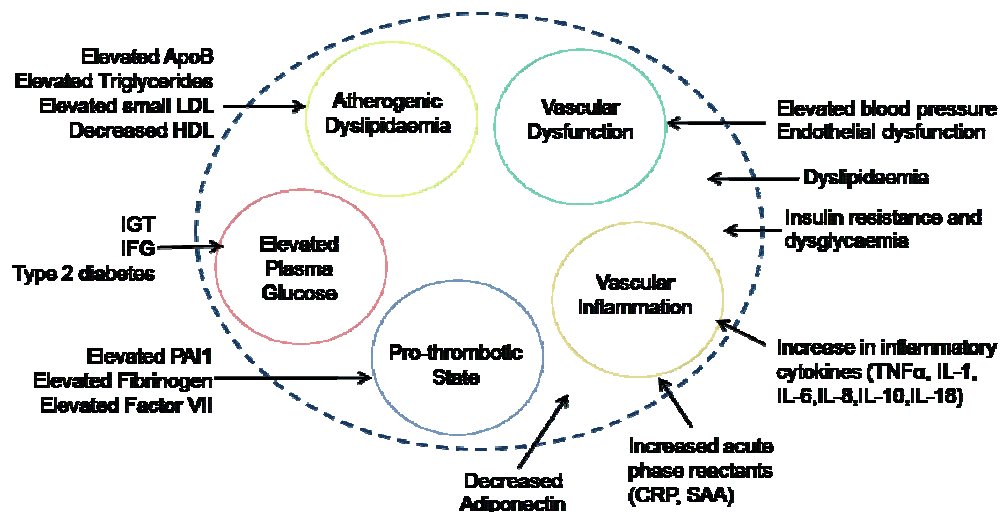 Elevated ApoB
Elevated Triglycerides
Elevated small LDL
Decreased HDL
Atherogenic
Dyslipidaemia
Vascular
Dysfunction
Elevated blood pressure
Endothelial dysfunction
Dyslipidaemia
Insulin resistance and
dysglycaemia
IGT
IFG
Type 2 diabetes
Elevated
Plasma
Glucose
Vascular
Inflammation
Elevated PAI1
Elevated Fibrinogen
Elevated Factor VII
Pro-thrombotic
State
Increase in inflammatory
cytokines (TNFα, IL-1,
IL-6,IL-8,IL-10,IL-18)
Increased acute
phase reactants
(CRP, SAA)
Decreased
Adiponectin